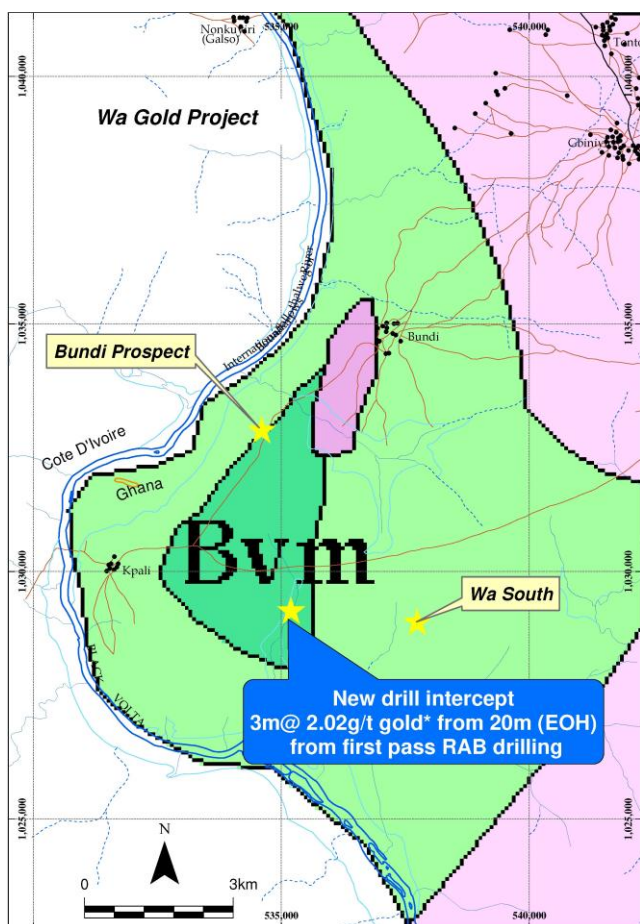 Nonkuwiri
(Galso)
535,000
540,000
1,040,000
1,040,000
Wa Gold Project
1,035,000
1,035,000
Bundi
Bundi Prospect
Cote D'Ivoire
Ghana
Bvm
Kpali
1,030,000
1,030,000
Wa South
BLACK VOLTA
New drill intercept
3m@ 2.02g/t gold* from 20m (EOH)
from first pass RAB drilling
1,025,000
1,025,000
N
0
3km
535,000
540,000